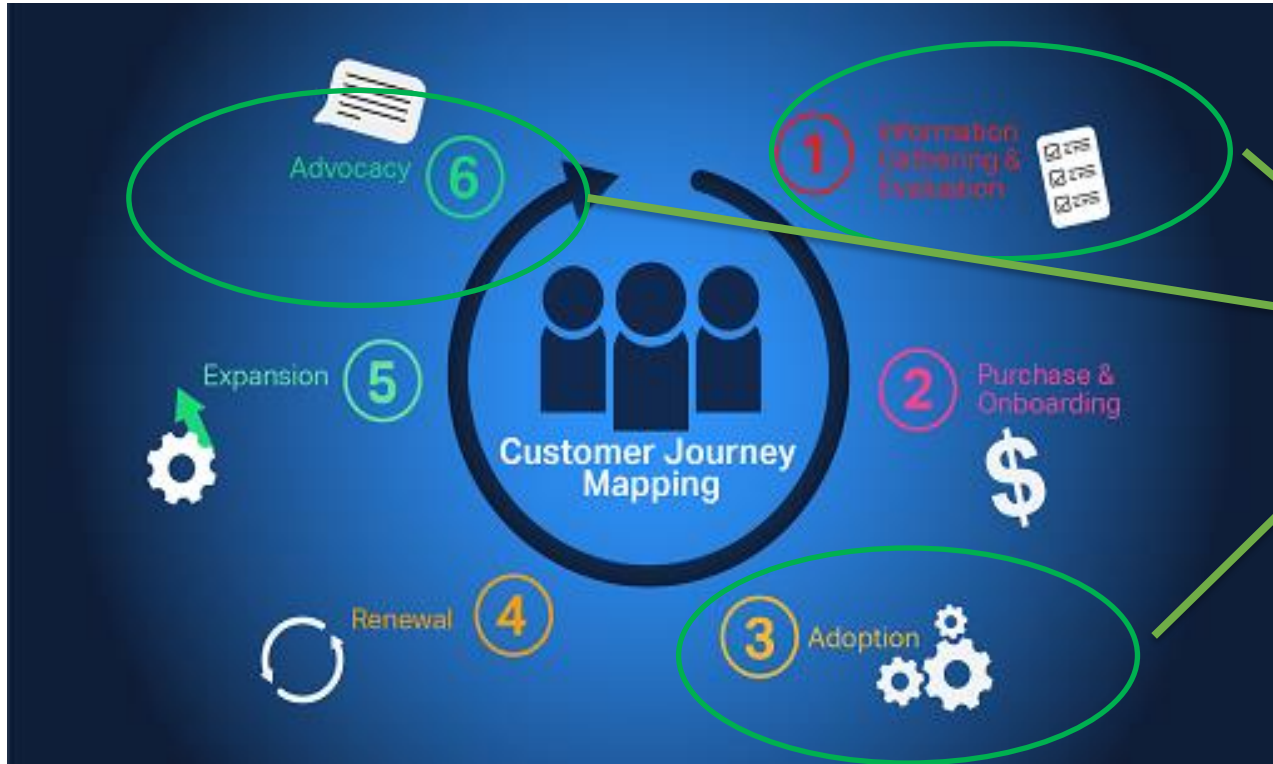 1
Information
Gathering &
Evaluation
2
Purchase &
Onboarding
3
Adoption
4
Renewal
5
Expansion
6
Advocacy
Customer Journey
Mapping